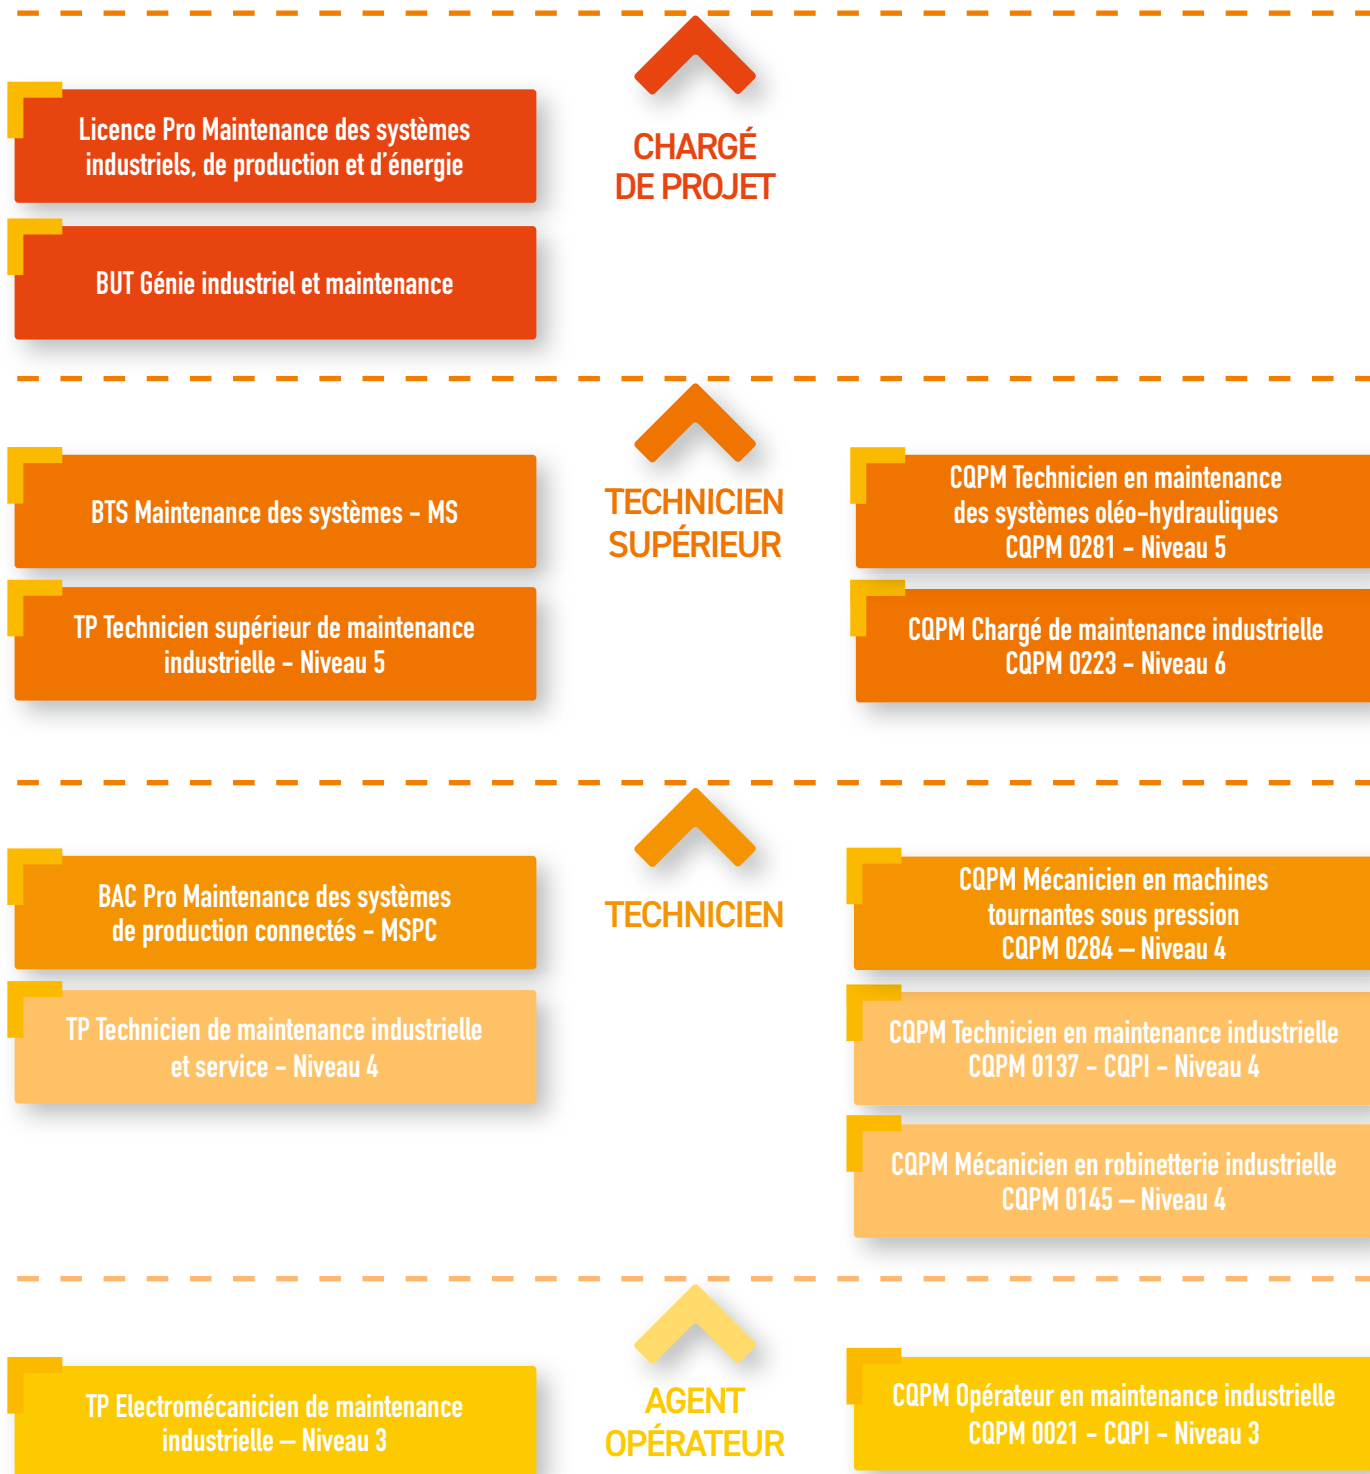 Licence Pro Maintenance des systèmes
industriels, de production et d'énergie
BUT Génie industriel et maintenance
CHARGÉ
DE PROJET
BTS Maintenance des systèmes - MS
TP Technicien supérieur de maintenance
industrielle - Niveau 5
TECHNICIEN
SUPÉRIEUR
CQPM Technicien en maintenance
des systèmes oléo-hydrauliques
CQPM 0281 - Niveau 5
CQPM Chargé de maintenance industrielle
CQPM 0223 - Niveau 6
BAC Pro Maintenance des systèmes
de production connectés - MSPC
TP Technicien de maintenance industrielle
et service - Niveau 4
TECHNICIEN
CQPM Mécanicien en machines
tournantes sous pression
CQPM 0284 – Niveau 4
CQPM Technicien en maintenance industrielle
CQPM 0137 - CQPI - Niveau 4
CQPM Mécanicien en robinetterie industrielle
CQPM 0145 – Niveau 4
TP Electromécanicien de maintenance
industrielle – Niveau 3
AGENT
OPÉRATEUR
CQPM Opérateur en maintenance industrielle
CQPM 0021 - CQPI - Niveau 3